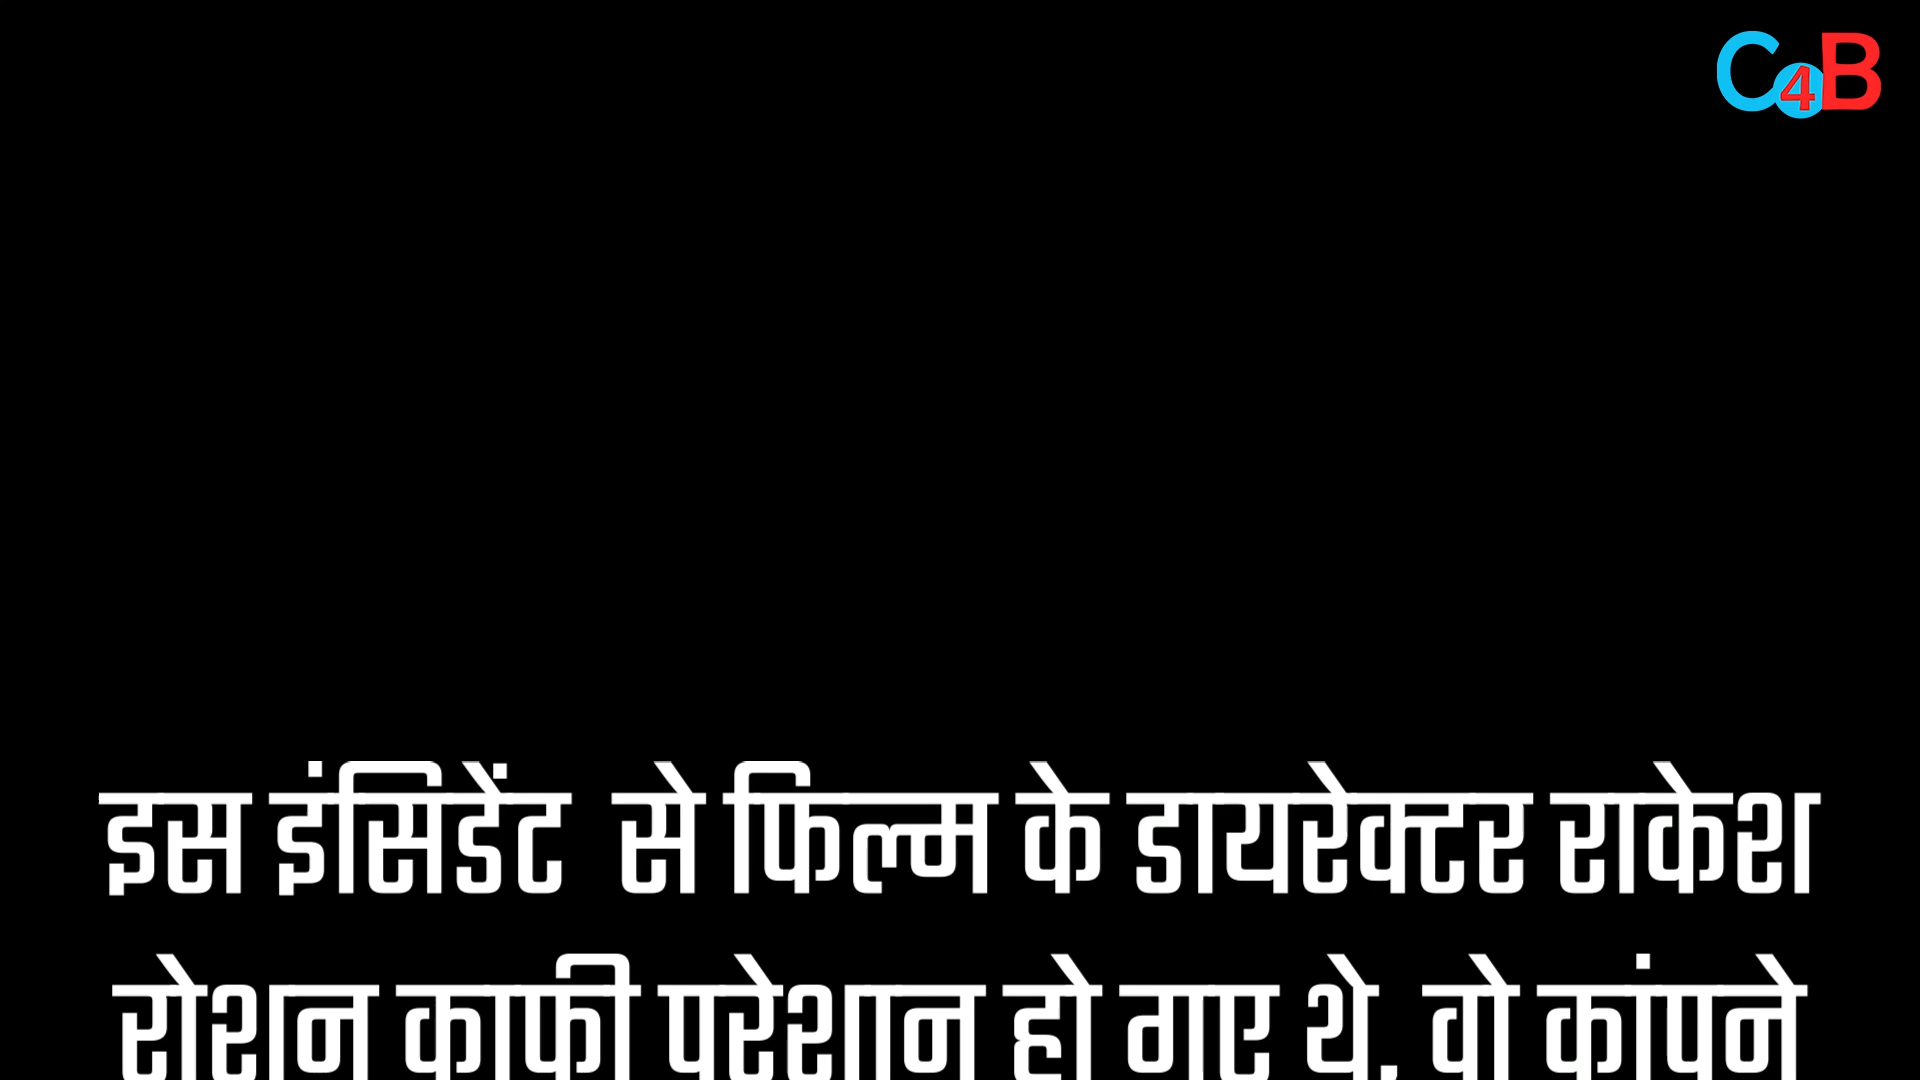 C4B
इस इंसिडेंट से फिल्म के डायरेक्टर राकेश
रोशन काफी परेशान हो गए थे, वो कांपने